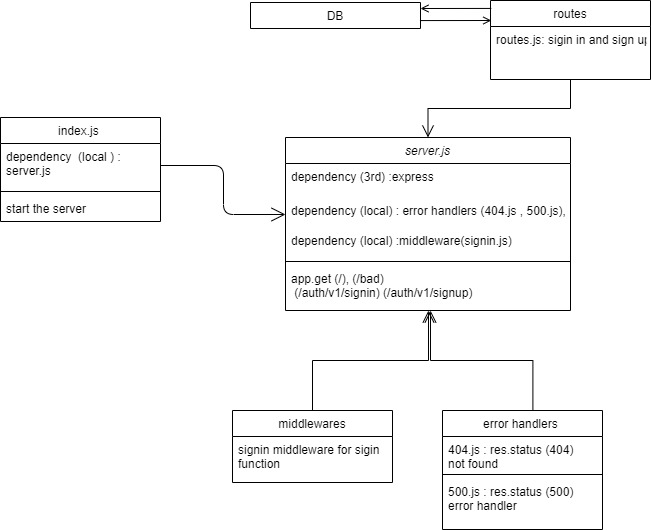 DB
routes
routes.js: sigin in and sign up
index.js
dependency (local ) :
server.js
start the server
server.js
dependency (3rd) :express
dependency (local) : error handlers (404.js , 500.js),
dependency (local) :middleware(signin.js)
app.get (/), (/bad)
(/auth/v1/signin) (/auth/v1/signup)
middlewares
signin middleware for sigin
function
error handlers
404.js : res.status (404)
not found
500.js : res.status (500)
error handler